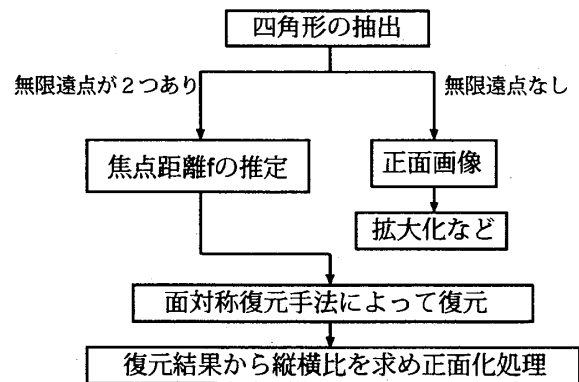 四角形の抽出
無限遠点が2つあり
無限遠点なし
焦点距離fの推定
正面画像
拡大化など
面対称復元手法によって復元
復元結果から縦横比を求め正面化処理